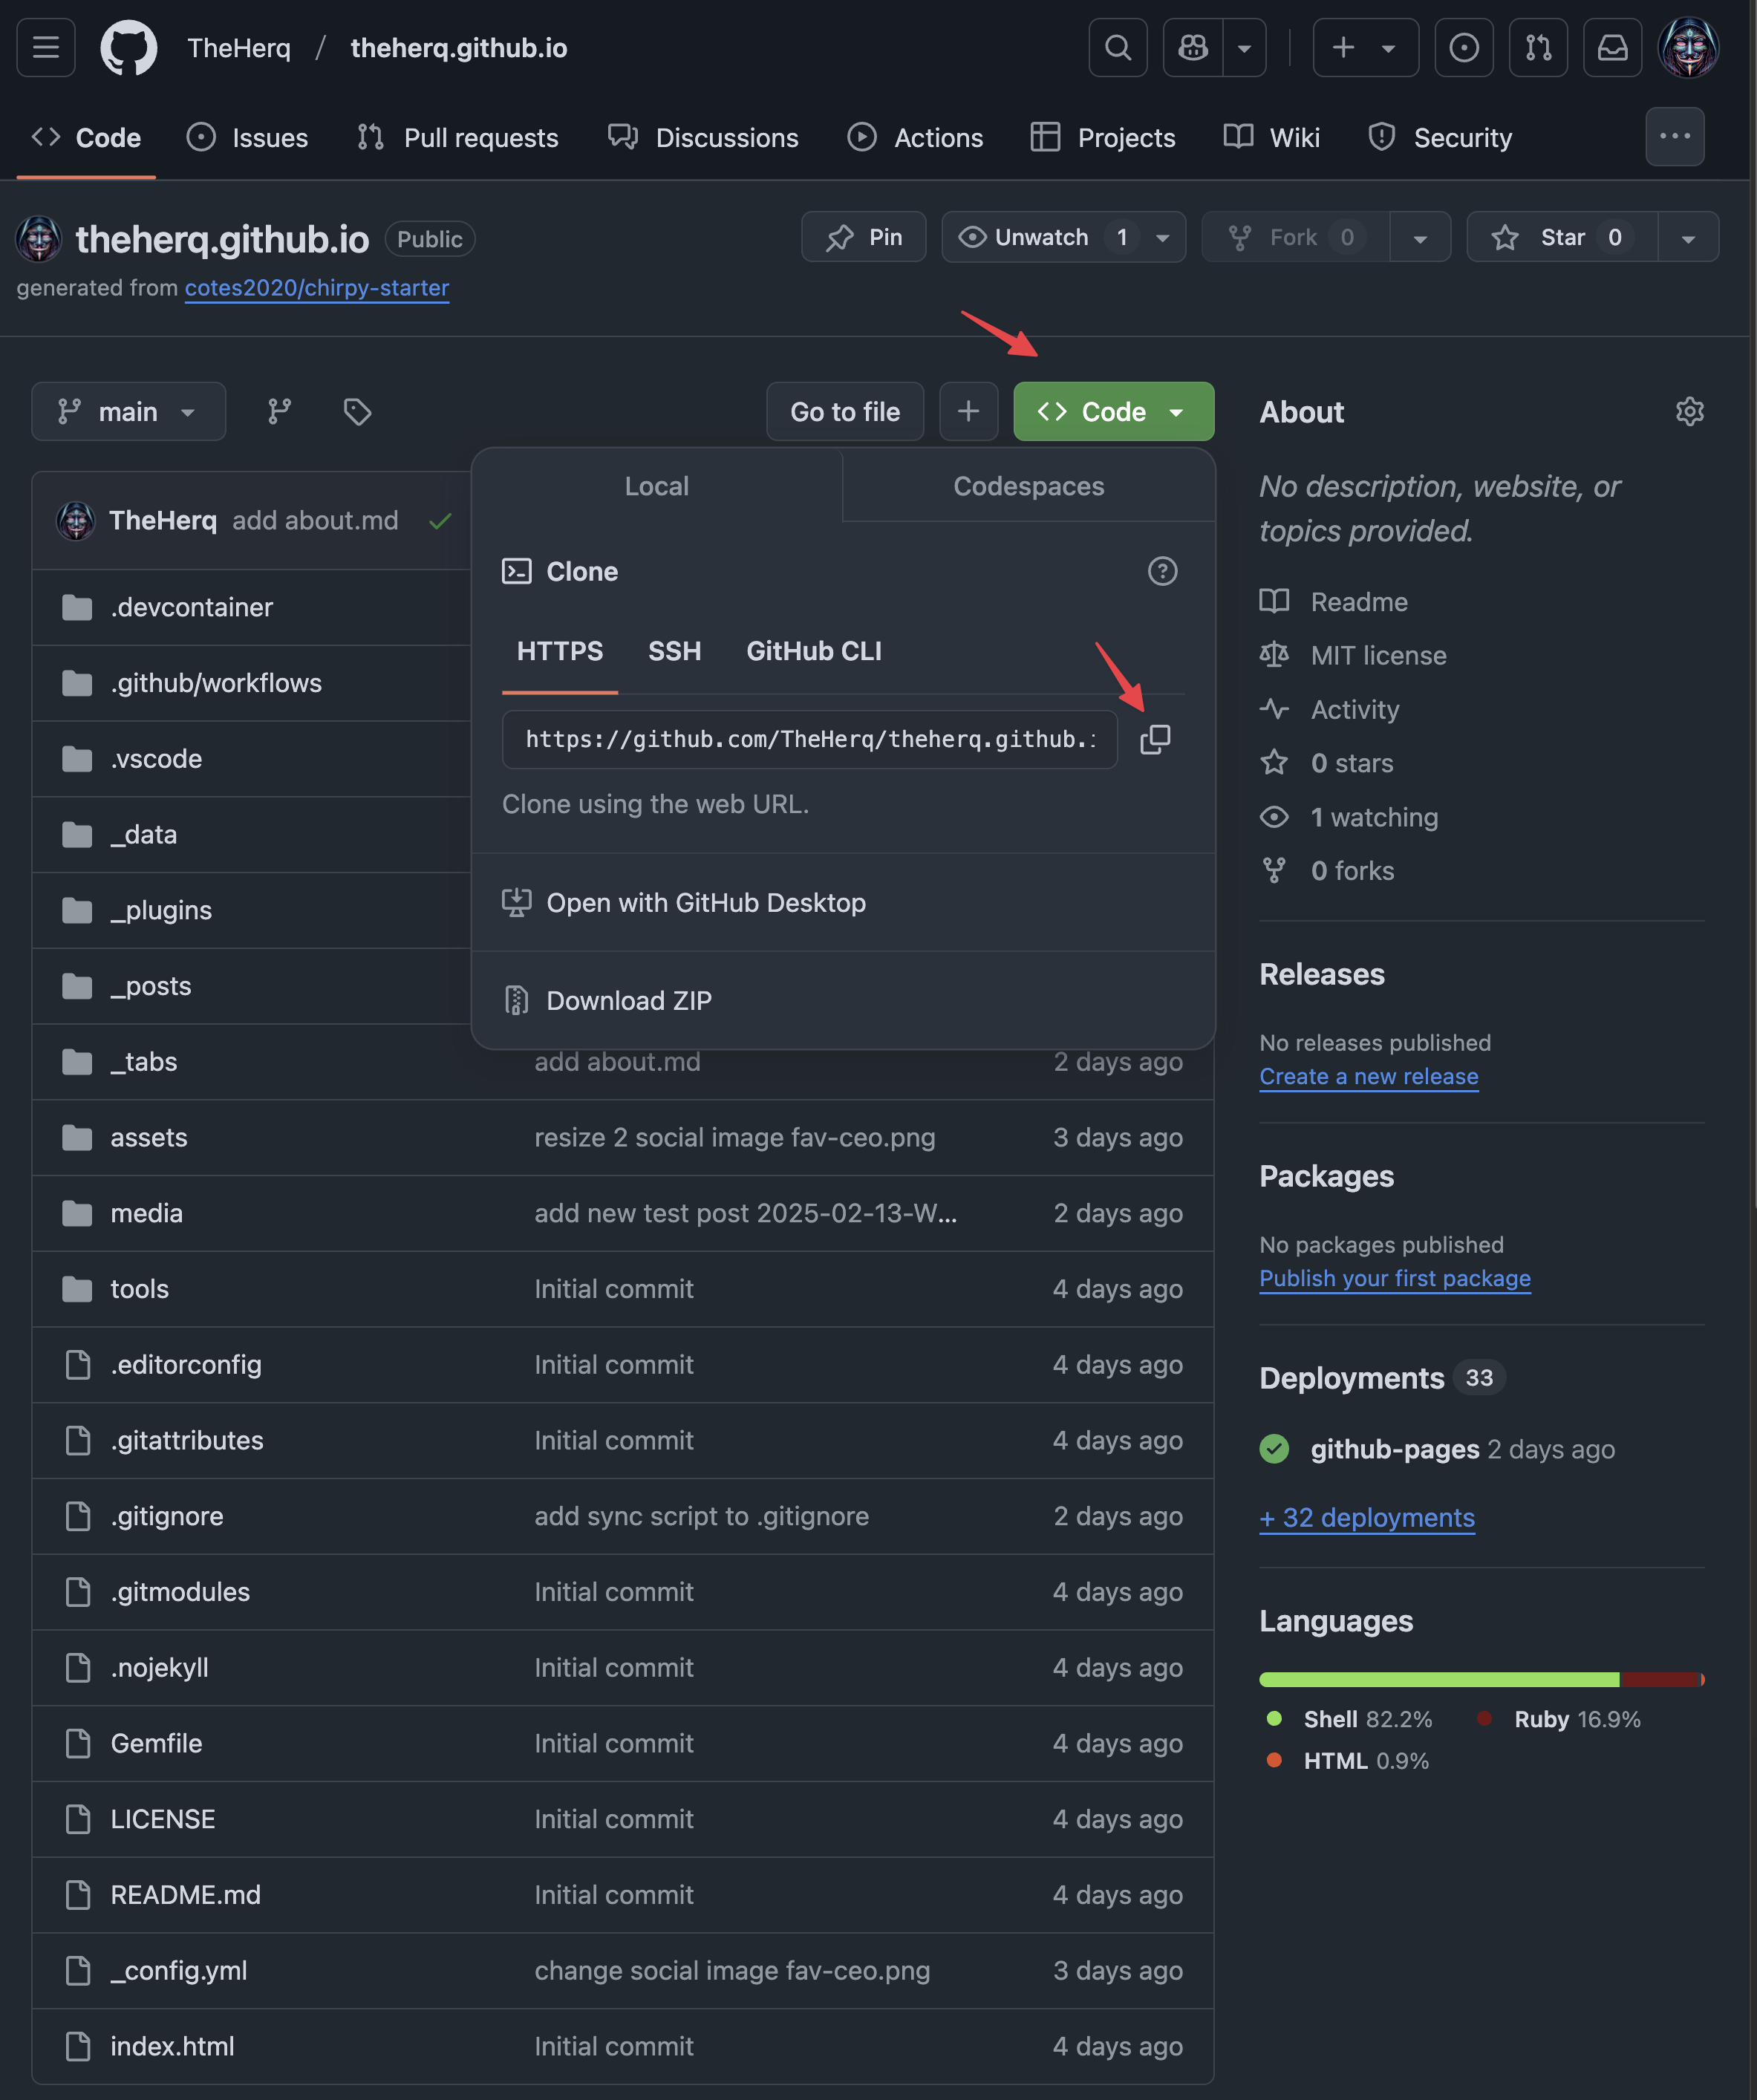 TheHerq / theherq.github.io
Code Issues Pull requests Discussions Actions Projects Wiki Security
theherq.github.io Public
Pin Unwatch 1 Fork 0 Star 0
generated from cotes2020/chirpy-starter
main Go to file + Code
Local Codespaces
TheHerq add about.md
Clone
HTTPS SSH GitHub CLI
https://github.com/TheHerq/theherq.github.
Clone using the web URL.
Open with GitHub Desktop
Download ZIP
.devcontainer
.github/workflows
.vscode
_data
_plugins
_posts
_tabs add about.md 2 days ago
assets resize 2 social image fav-ceo.png 3 days ago
media add new test post 2025-02-13-W... 2 days ago
tools Initial commit 4 days ago
.editorconfig Initial commit 4 days ago
.gitattributes Initial commit 4 days ago
.gitignore add sync script to .gitignore 2 days ago
.gitmodules Initial commit 4 days ago
.nojekyll Initial commit 4 days ago
Gemfile Initial commit 4 days ago
LICENSE Initial commit 4 days ago
README.md Initial commit 4 days ago
_config.yml change social image fav-ceo.png 3 days ago
index.html Initial commit 4 days ago
About
No description, website, or
topics provided.
Readme
MIT license
Activity
0 stars
1 watching
0 forks
Releases
No releases published
Create a new release
Packages
No packages published
Publish your first package
Deployments 33
github-pages 2 days ago
+ 32 deployments
Languages
Shell 82.2% Ruby 16.9%
HTML 0.9%